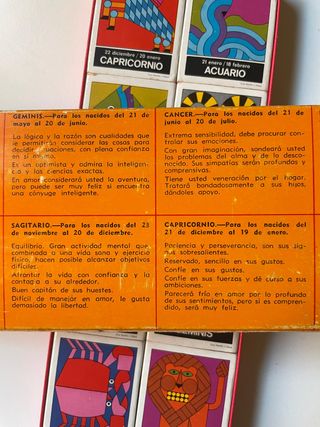 22 diciembre / 20 enero
CAPRICORNIO
21 enero / 18 febrero
ACUARIO
GEMINIS.—Para los nacidos del 21 de
mayo al 20 de junio.
La lógica y la razón son cualidades que
le permitirán considerar las cosas para
decidir actuaciones, con plena confianza
en sí mismo.
Es un optimista y admira la inteligen-
cia y las ciencias exactas.
En amor considerará usted la aventura,
pero puede ser muy feliz si encuentra
una cónyuge inteligente.
CANCER.—Para los nacidos del 21 de
junio al 20 de julio.
Extrema sensibilidad, debe procurar con-
trolar sus emociones.
Con gran imaginación, sondeará usted
los problemas del alma y de lo desco-
nocido. Sus simpatías serán profundas y
comprensivas.
Tiene usted veneración por el hogar.
Tratará bondadosamente a sus hijos,
dándoles apoyo.
SAGITARIO.—Para los nacidos del 23
de noviembre al 20 de diciembre.
Equilibrio. Gran actividad mental que
combinada a una vida sana y ejercicio
físico, hacen posible alcanzar objetivos
difíciles.
Afrontar la vida con confianza y la
contagia a su alrededor.
Buen capitán de sus huestes.
Difícil de manejar en amor, le gusta
demasiado la libertad.
CAPRICORNIO.—Para los nacidos del
21 de diciembre al 19 de enero.
Paciencia y perseverancia, son sus sig-
nos sobresalientes.
Reservado, sencillo en sus gustos.
Confíe en sus gustos.
Confíe en sus fuerzas y dé curso a sus
ambiciones.
Parecerá frío en amor por lo profundo
de sus sentimientos, pero si es compren-
dido, será muy feliz.